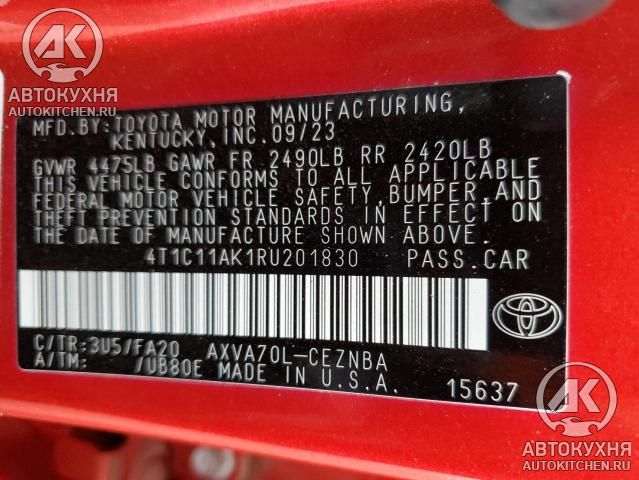 АК
АВТОКУХНЯ
AUTOKITCHEN.RU
MFD.BY:TOYOTA MOTOR MANUFACTURING,
KENTUCKY,INC.09/23
GVWR 4475LB GAWR FR 2490LB RR 2420LB
THIS VEHICLE CONFORMS TO ALL APPLICABLE
FEDERAL MOTOR VEHICLE SAFETY,BUMPER,AND
THEFT PREVENTION STANDARDS IN EFFECT ON
THE DATE OF MANUFACTURE SHOWN ABOVE.
4T1C11AK1RU201830 PASS.CAR
C/TR:3U5/FA20 AXVA70L-CEZNBA
A/TM: /UB80E MADE IN U.S.A.
15637
TOYOTA
АК
АВТОКУХНЯ
AUTOKITCHEN.RU